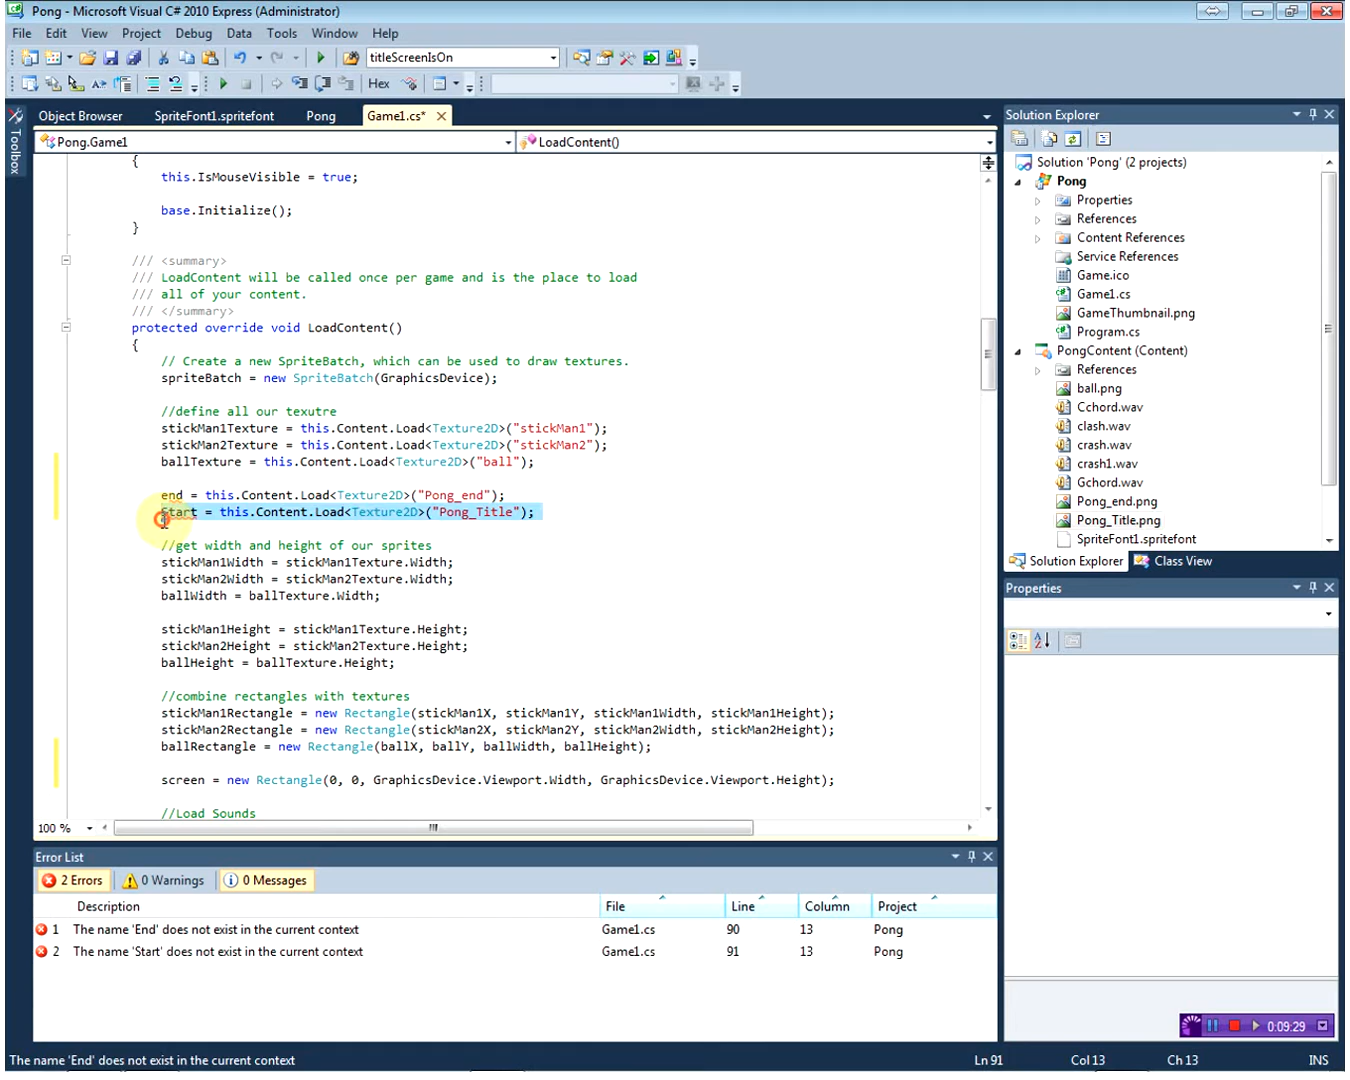 Pong - Microsoft Visual C# 2010 Express (Administrator)
File Edit View Project Debug Data Tools Window Help
titleScreenIsOn
Hex
Object Browser SpriteFont1.spritefont Pong Game1.cs*
Toolbox
Pong.Game1 LoadContent()
{
this.IsMouseVisible = true;
base.Initialize();
}
/// <summary>
/// LoadContent will be called once per game and is the place to load
/// all of your content.
/// </summary>
protected override void LoadContent()
{
// Create a new SpriteBatch, which can be used to draw textures.
spriteBatch = new SpriteBatch(GraphicsDevice);
//define all our texutre
stickMan1Texture = this.Content.Load<Texture2D>("stickMan1");
stickMan2Texture = this.Content.Load<Texture2D>("stickMan2");
ballTexture = this.Content.Load<Texture2D>("ball");
end = this.Content.Load<Texture2D>("Pong_end");
Start = this.Content.Load<Texture2D>("Pong_Title");
//get width and height of our sprites
stickMan1Width = stickMan1Texture.Width;
stickMan2Width = stickMan2Texture.Width;
ballWidth = ballTexture.Width;
stickMan1Height = stickMan1Texture.Height;
stickMan2Height = stickMan2Texture.Height;
ballHeight = ballTexture.Height;
//combine rectangles with textures
stickMan1Rectangle = new Rectangle(stickMan1X, stickMan1Y, stickMan1Width, stickMan1Height);
stickMan2Rectangle = new Rectangle(stickMan2X, stickMan2Y, stickMan2Width, stickMan2Height);
ballRectangle = new Rectangle(ballX, ballY, ballWidth, ballHeight);
screen = new Rectangle(0, 0, GraphicsDevice.Viewport.Width, GraphicsDevice.Viewport.Height);
//Load Sounds
100 %
Solution Explorer
Solution 'Pong' (2 projects)
Pong
Properties
References
Content References
Service References
Game.ico
Game1.cs
GameThumbnail.png
Program.cs
PongContent (Content)
References
ball.png
Cchord.wav
clash.wav
crash.wav
crash1.wav
Gchord.wav
Pong_end.png
Pong_Title.png
SpriteFont1.spritefont
Solution Explorer Class View
Properties
Error List
2 Errors 0 Warnings 0 Messages
Description File Line Column Project
1 The name 'End' does not exist in the current context Game1.cs 90 13 Pong
2 The name 'Start' does not exist in the current context Game1.cs 91 13 Pong
0:09:29
The name 'End' does not exist in the current context Ln 91 Col 13 Ch 13 INS